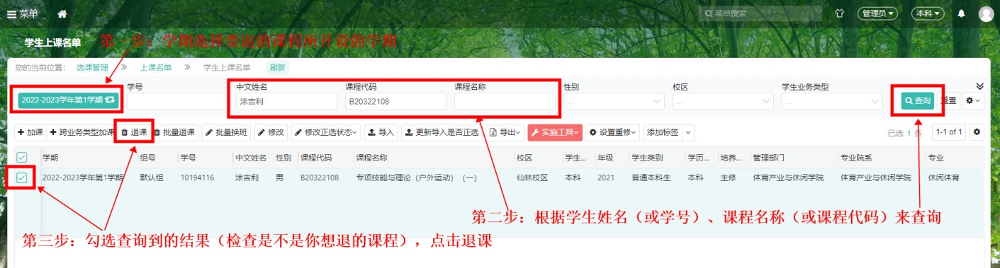 菜单 菜单搜索 管理员 本科
学生上课名单 第一步：学期选择要退的课程所开设的学期
您的当前位置： 选课管理 》 上课名单 》 学生上课名单 刷新
学号 中文姓名 课程代码 课程名称 性别 校区 学生业务类型
2022-2023学年第1学期 涂吉利 B20322108 ... ... ... 查询 重置
加课 跨业务类型加课 退课 批量退课 批量换班 修改 修改正选状态 导入 更新导入是否正选 导出 实施工具 设置重修 添加标签 已选 1 条 1-1 of 1
学期 组号 学号 中文姓名 性别 课程代码 课程名称 校区 学生... 年级 学生类别 学历... 培养... 管理部门 专业院系 专业
2022-2023学年第1学期 默认组 10194116 涂吉利 男 B20322108 专项技能与理论（户外运动）（一） 仙林校区 本科 2021 普通本科生 本科 主修 体育产业与休闲学院 体育产业与休闲学院 休闲体育
第二步：根据学生姓名（或学号）、课程名称（或课程代码）来查询
第三步：勾选查询到的结果（检查是不是你想退的课程），点击退课